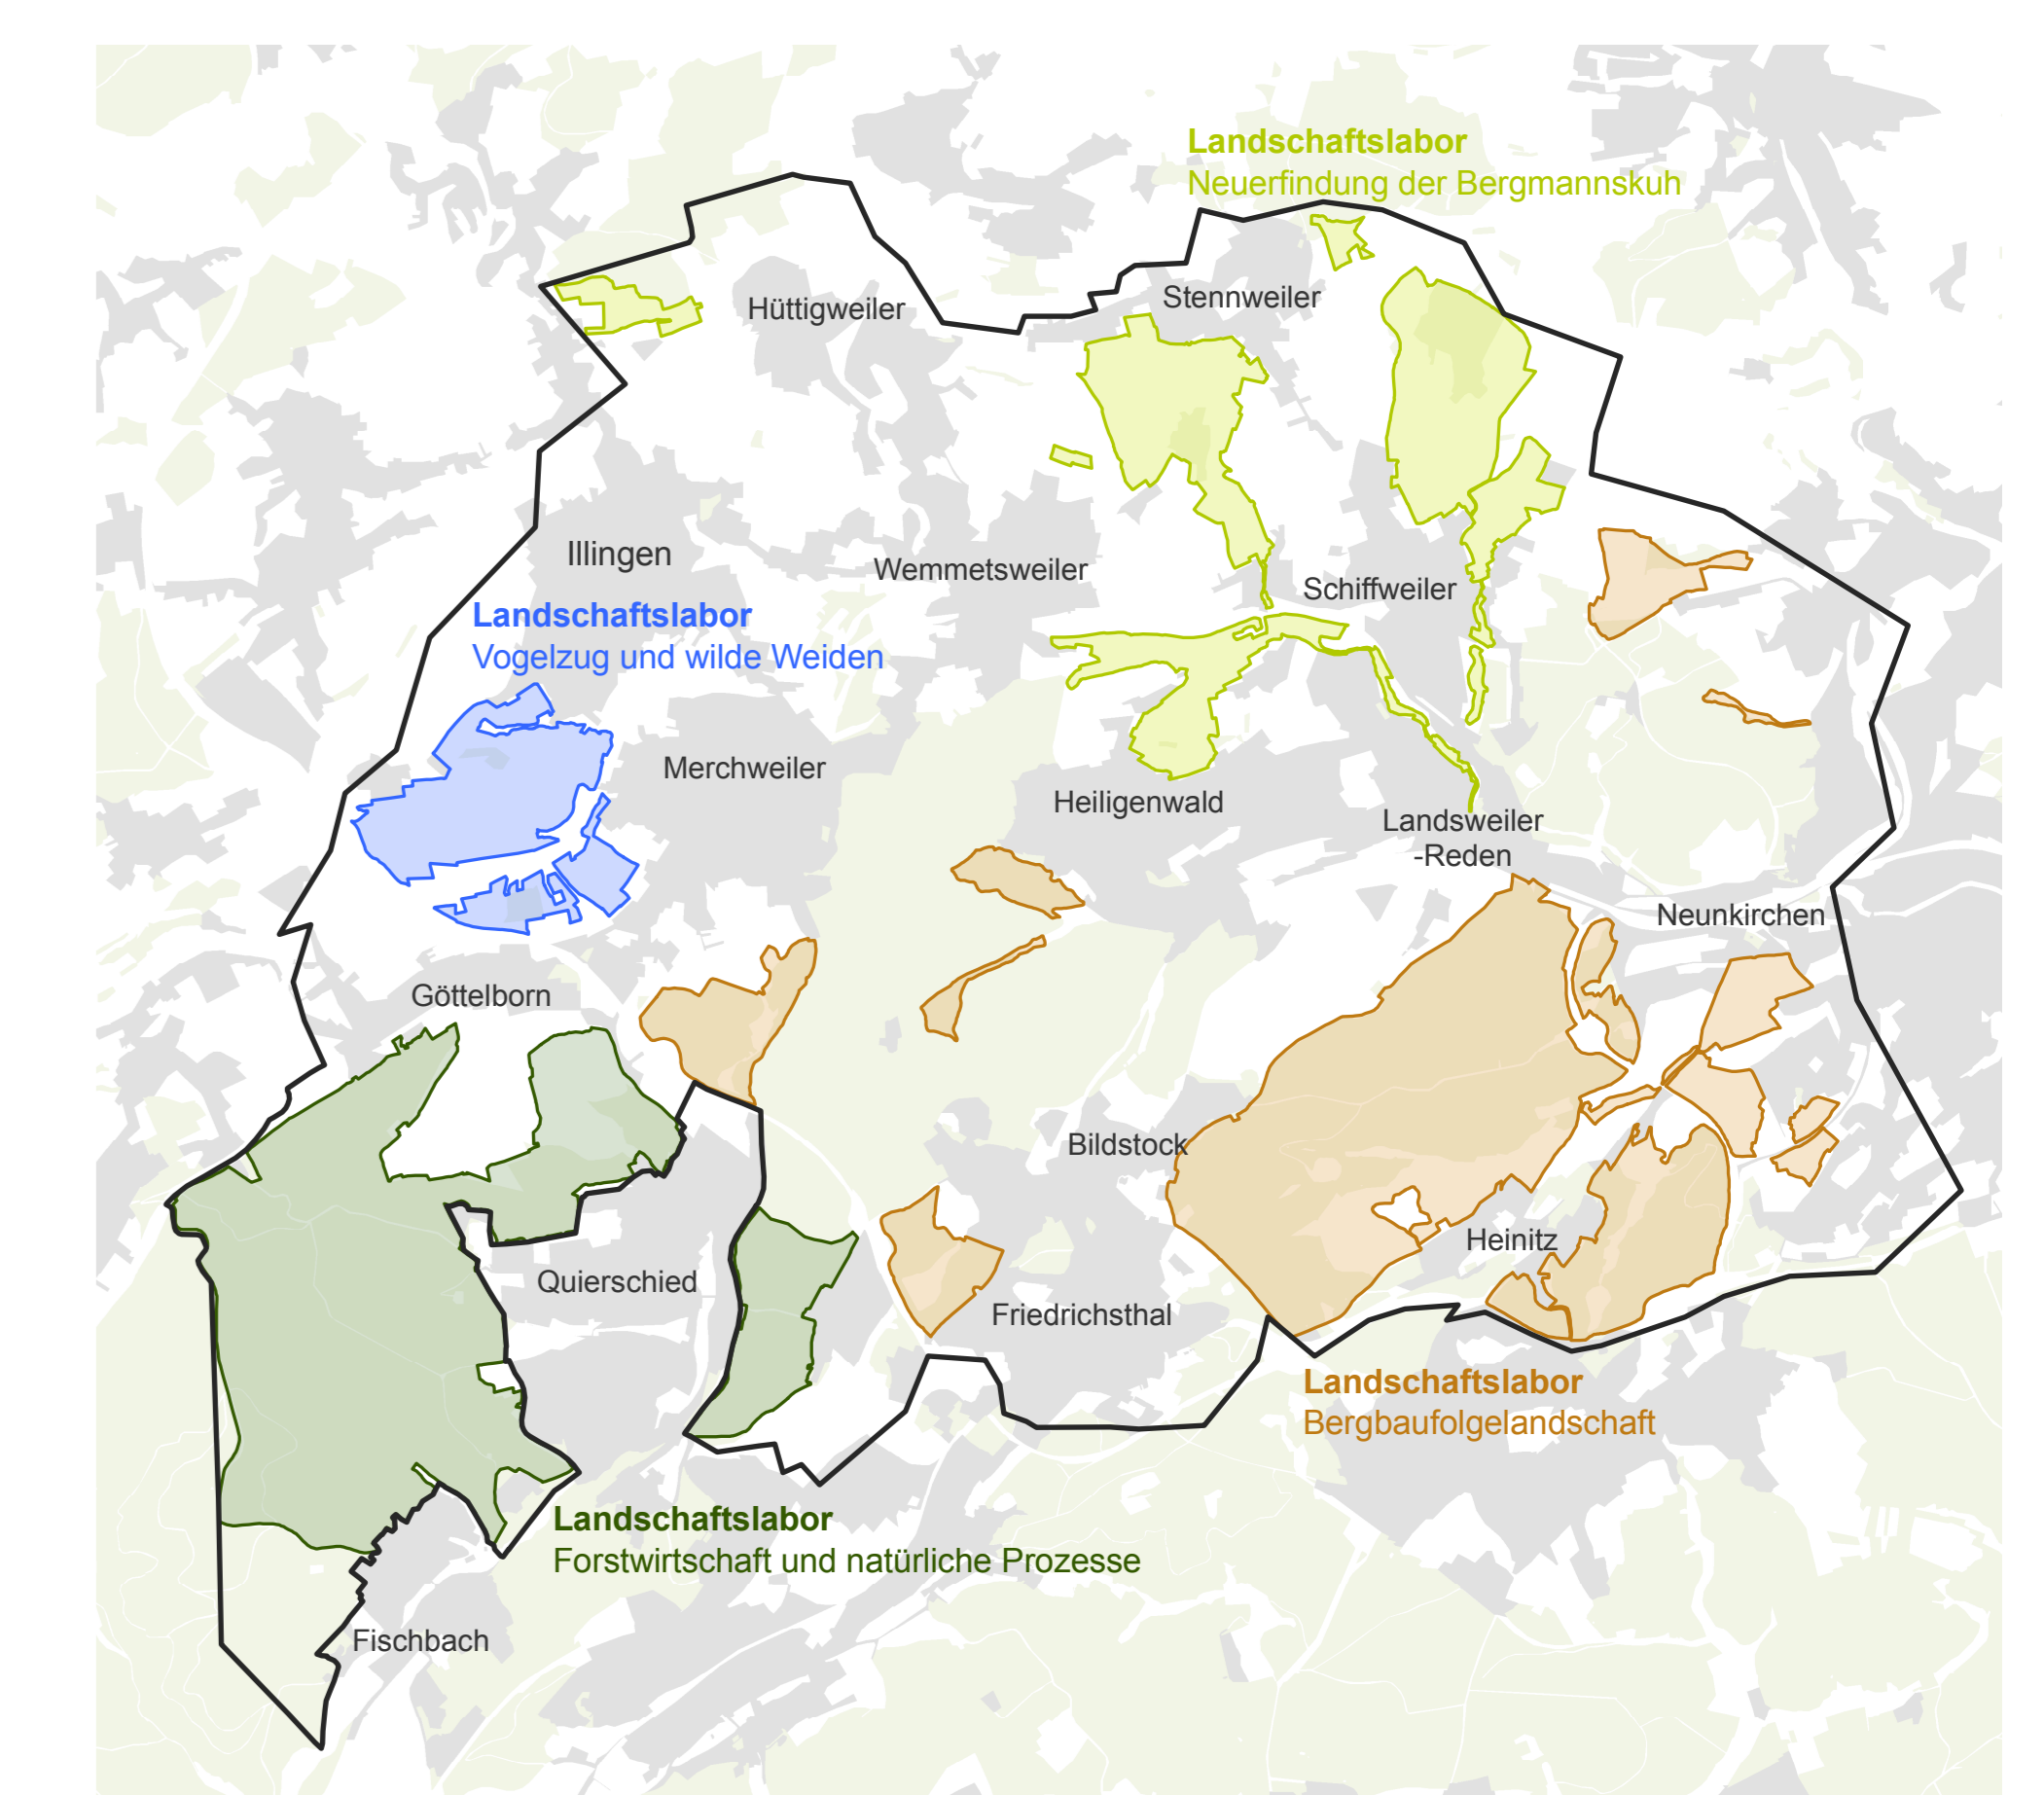 Landschaftslabor
Neuerfindung der Bergmannskuh
Hüttigweiler
Stennweiler
Illingen
Wemmetsweiler
Schiffweiler
Landschaftslabor
Vogelzug und wilde Weiden
Merchweiler
Heiligenwald
Landsweiler
-Reden
Neunkirchen
Göttelborn
Bildstock
Heinitz
Quierschied
Friedrichsthal
Landschaftslabor
Bergbaufolgelandschaft
Landschaftslabor
Forstwirtschaft und natürliche Prozesse
Fischbach